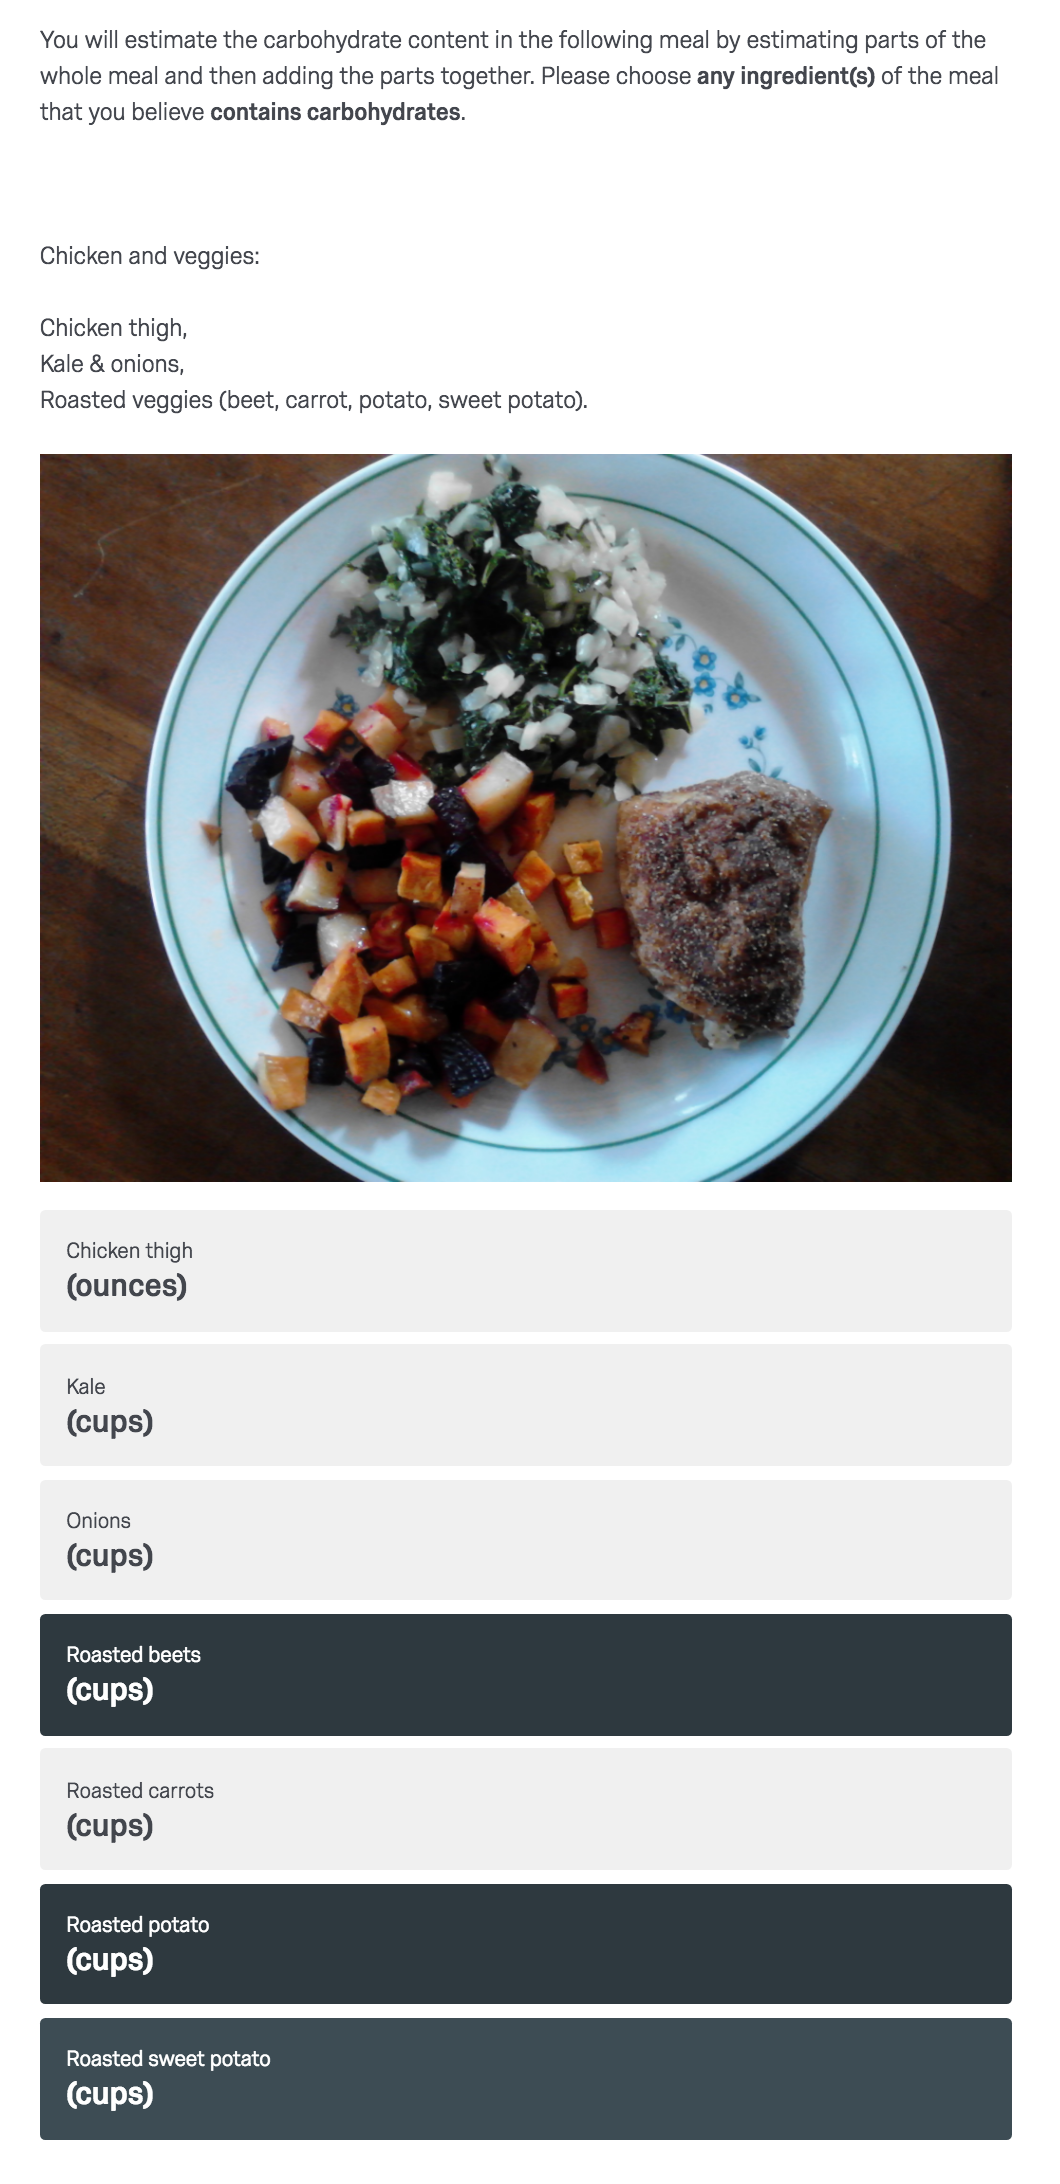 You will estimate the carbohydrate content in the following meal by estimating parts of the
whole meal and then adding the parts together. Please choose any ingredient(s) of the meal
that you believe contains carbohydrates.
Chicken and veggies:
Chicken thigh,
Kale & onions,
Roasted veggies (beet, carrot, potato, sweet potato).
Chicken thigh
(ounces)
Kale
(cups)
Onions
(cups)
Roasted beets
(cups)
Roasted carrots
(cups)
Roasted potato
(cups)
Roasted sweet potato
(cups)